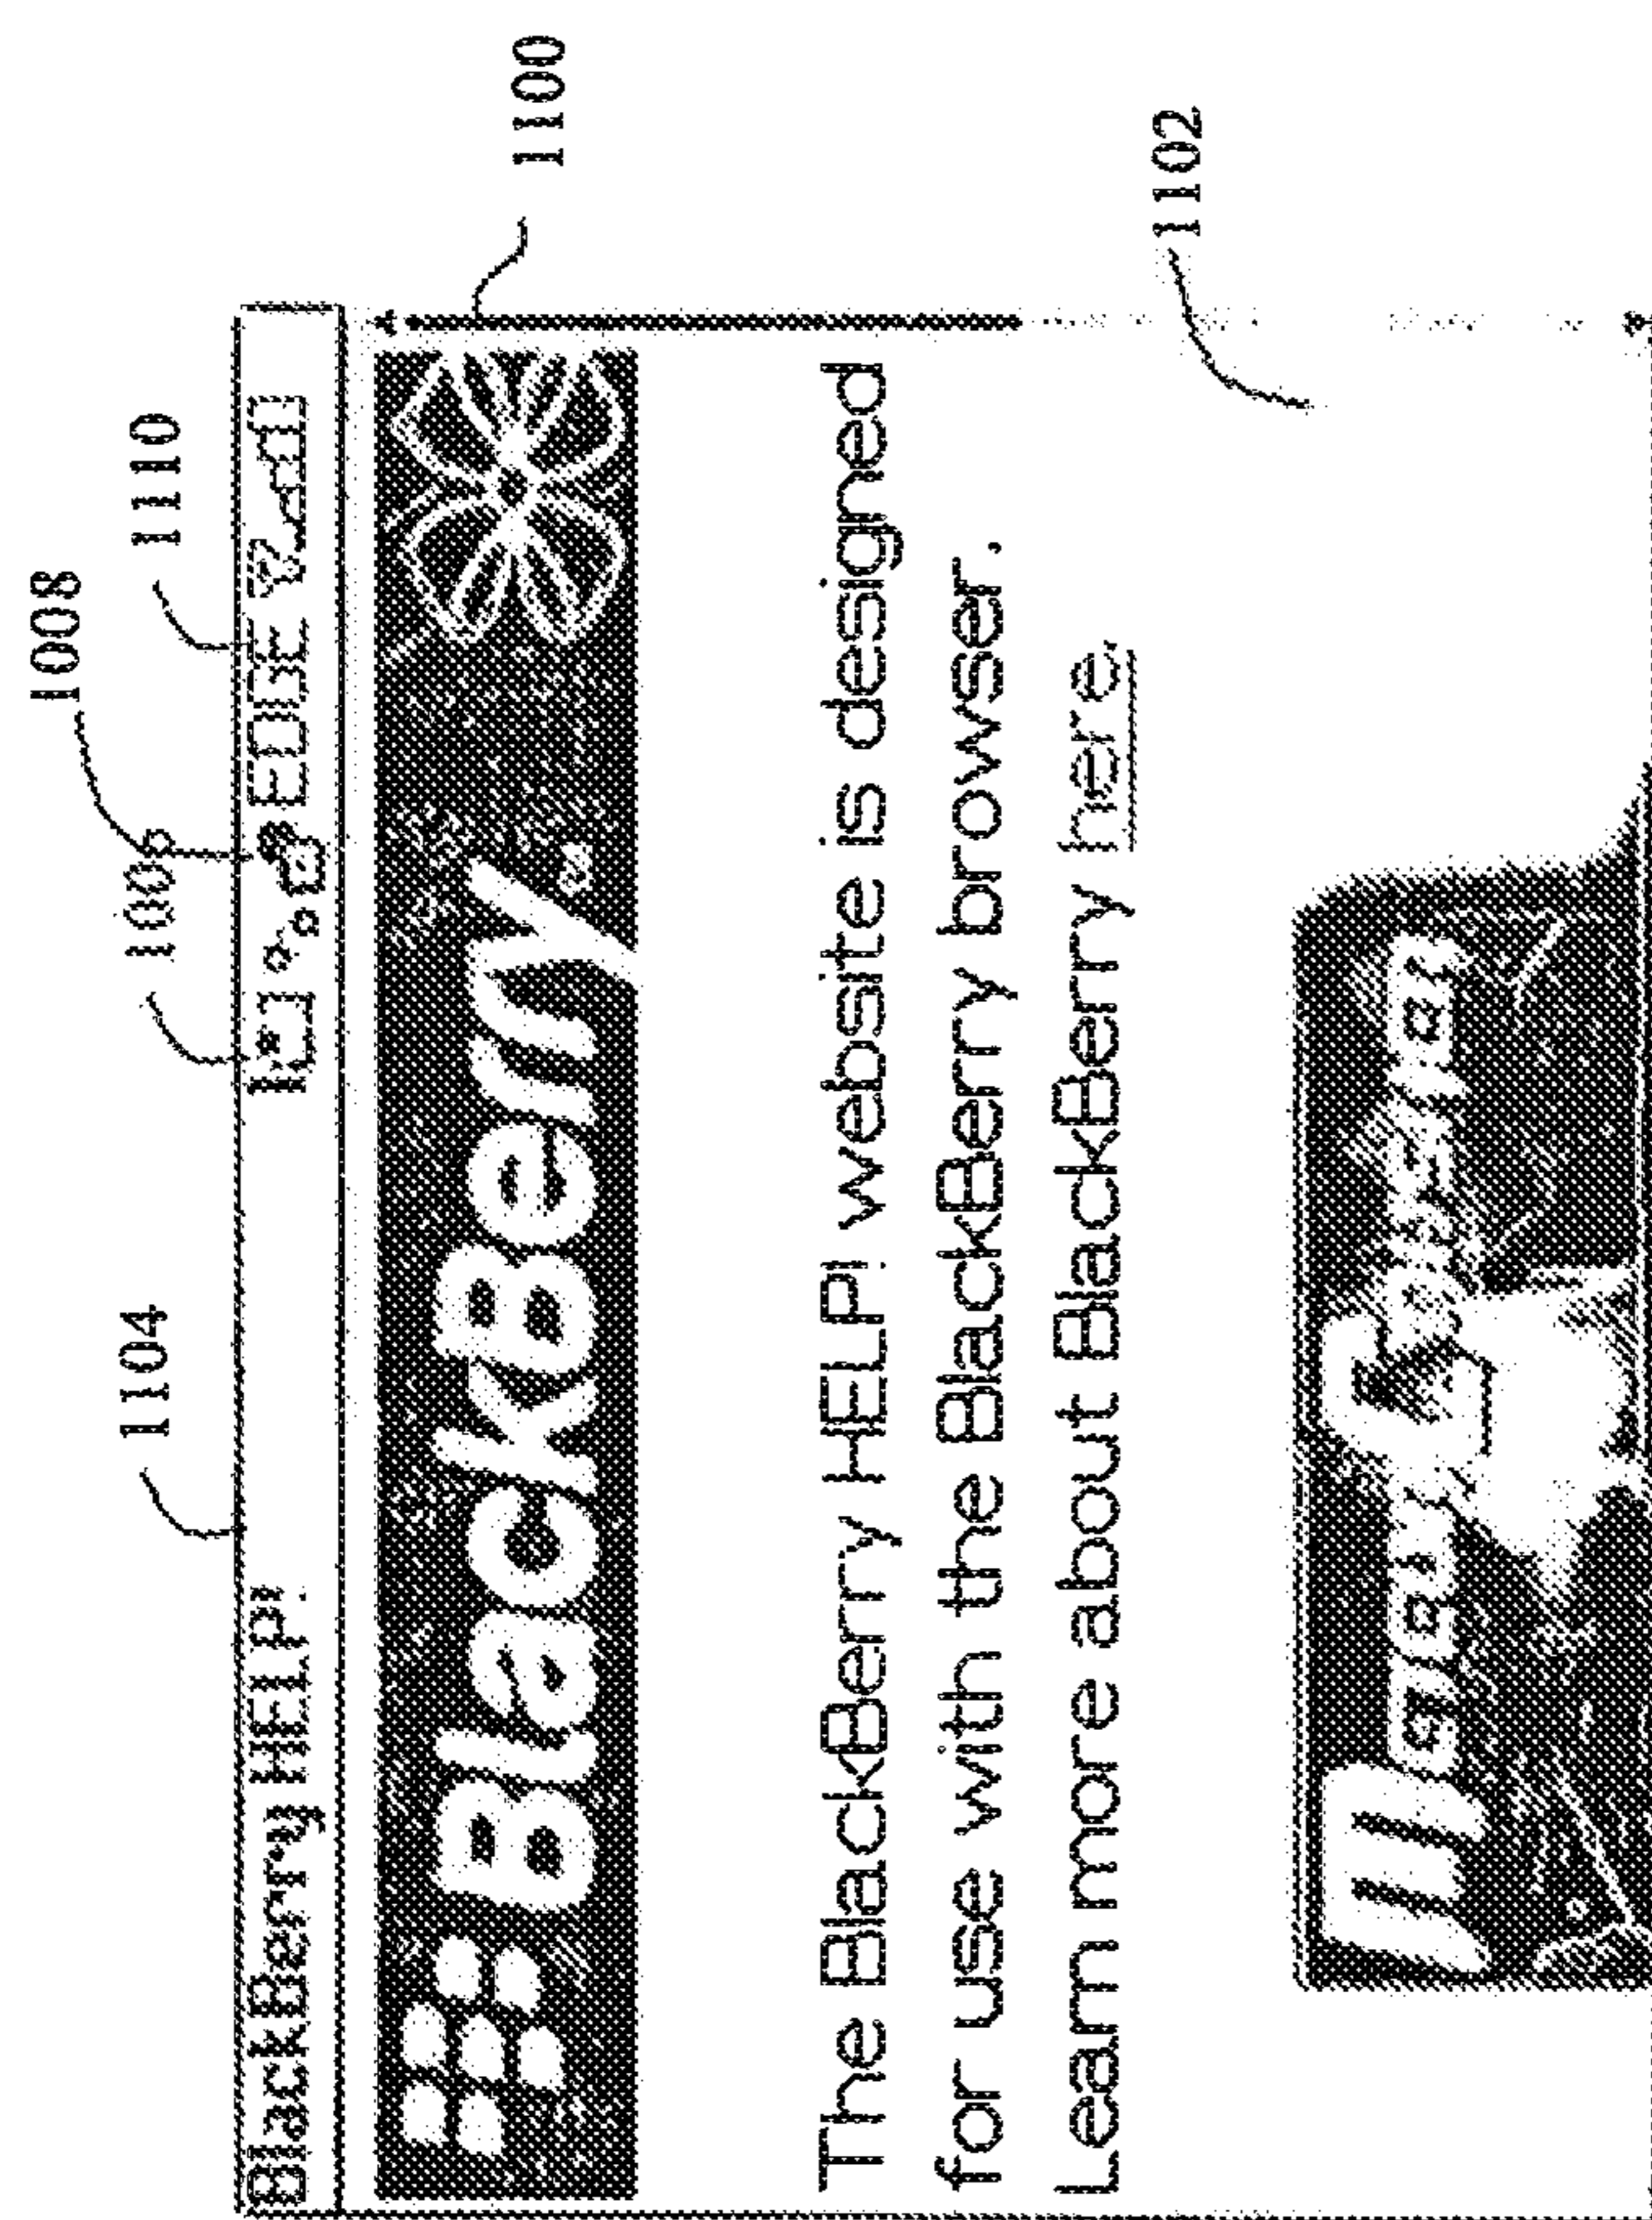 1008
1104
1006
1110
BlackBerry HELP!
EDGE
1100
BlackBerry
The BlackBerry HELP! website is designed
for use with the BlackBerry browser.
Learn more about BlackBerry here.
1102